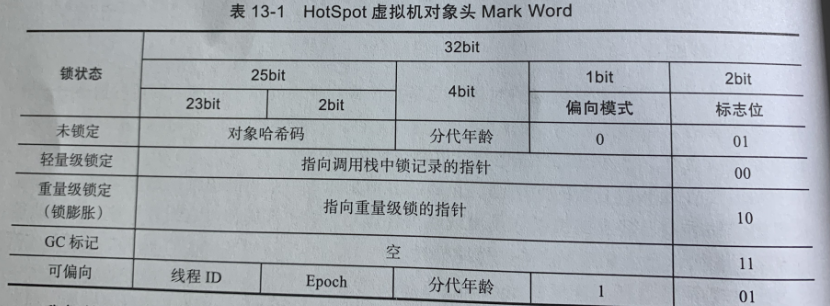 表 13-1 HotSpot 虚拟机对象头 Mark Word
锁状态
32bit
25bit
4bit
1bit
2bit
23bit
2bit
偏向模式
标志位
未锁定
对象哈希码
分代年龄
0
01
轻量级锁定
指向调用栈中锁记录的指针
00
重量级锁定
（锁膨胀）
指向重量级锁的指针
10
GC 标记
空
11
可偏向
线程 ID
Epoch
分代年龄
1
01